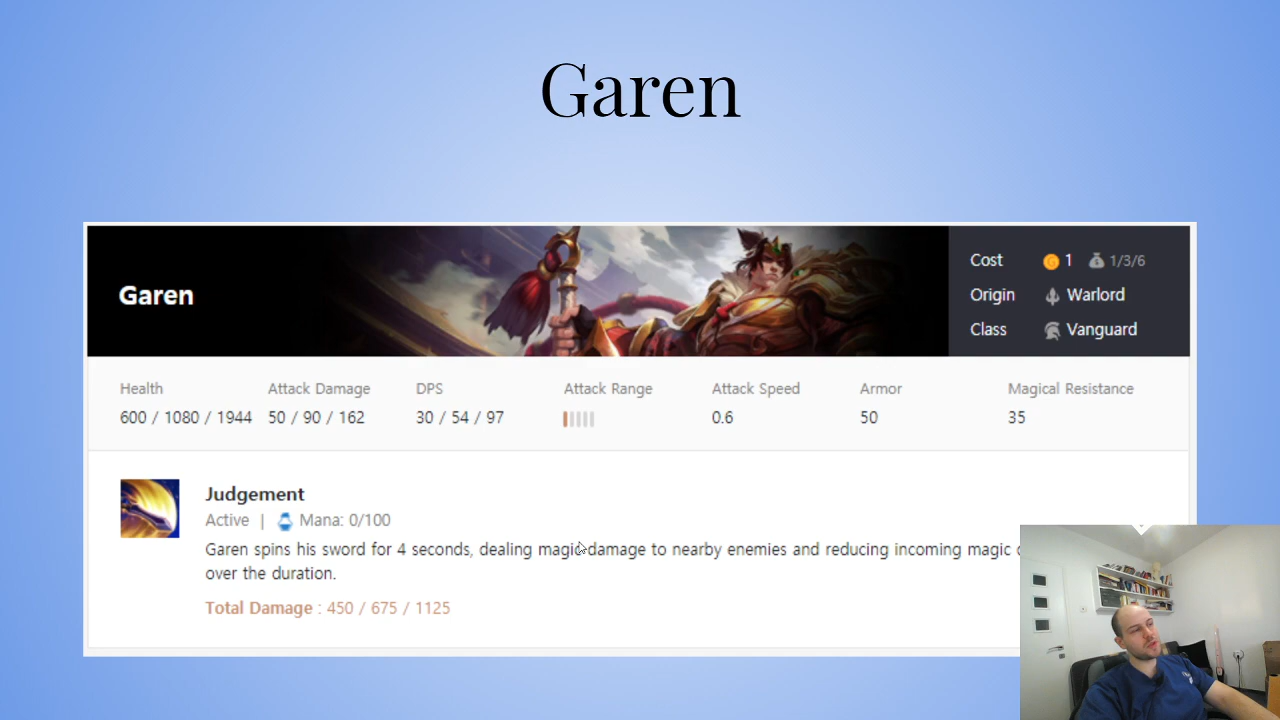 Garen
Garen
Cost 1 1/3/6
Origin Warlord
Class Vanguard
Health Attack Damage DPS Attack Range Attack Speed Armor Magical Resistance
600 / 1080 / 1944 50 / 90 / 162 30 / 54 / 97 0.6 50 35
Judgement
Active | Mana: 0/100
Garen spins his sword for 4 seconds, dealing magic damage to nearby enemies and reducing incoming magic
over the duration.
Total Damage : 450 / 675 / 1125